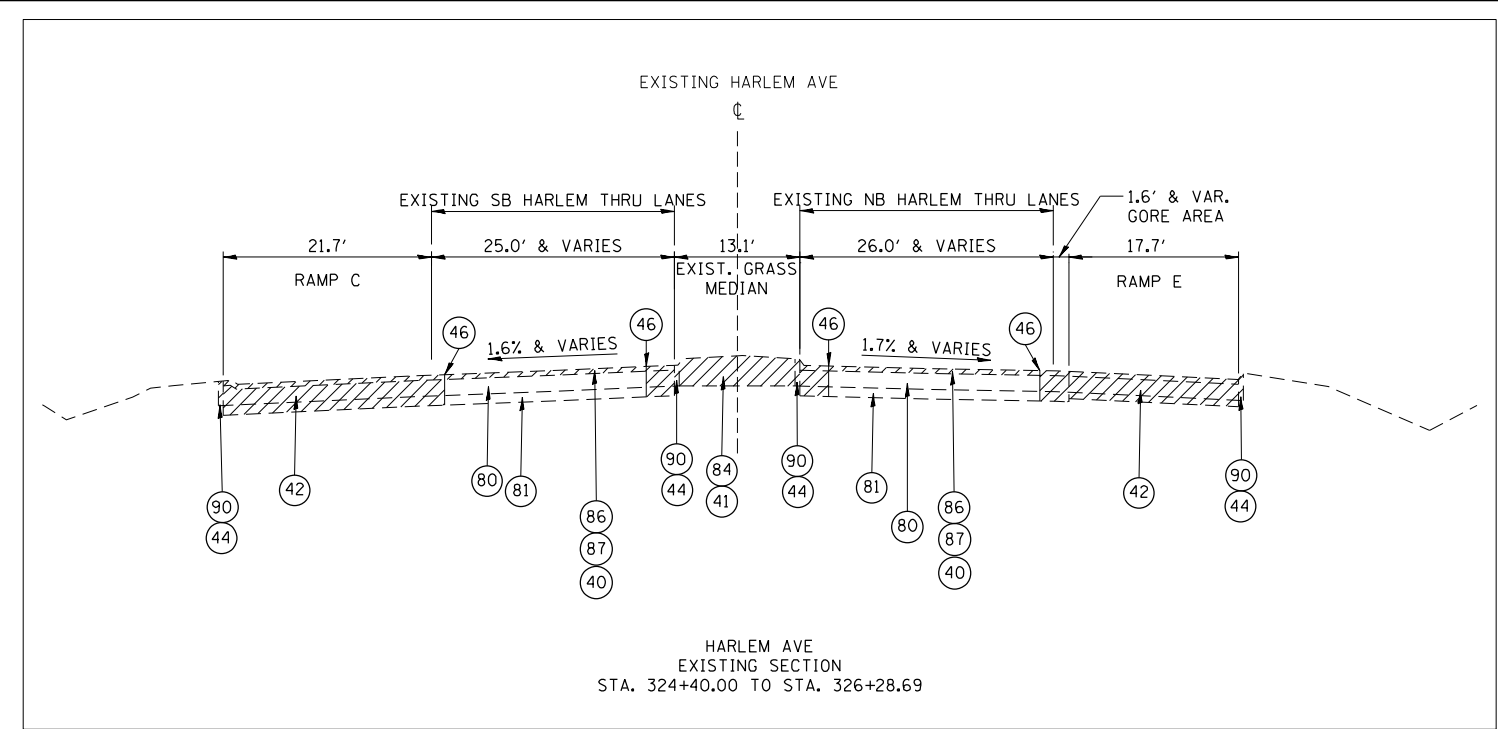 EXISTING HARLEM AVE
℄
EXISTING SB HARLEM THRU LANES
EXISTING NB HARLEM THRU LANES
1.6' & VAR.
GORE AREA
21.7'
25.0' & VARIES
13.1'
26.0' & VARIES
17.7'
RAMP C
EXIST. GRASS
MEDIAN
RAMP E
46
46
46
46
1.6% & VARIES
1.7% & VARIES
90
44
42
80
81
86
87
40
90
44
84
41
90
44
81
80
86
87
40
42
90
44
HARLEM AVE
EXISTING SECTION
STA. 324+40.00 TO STA. 326+28.69